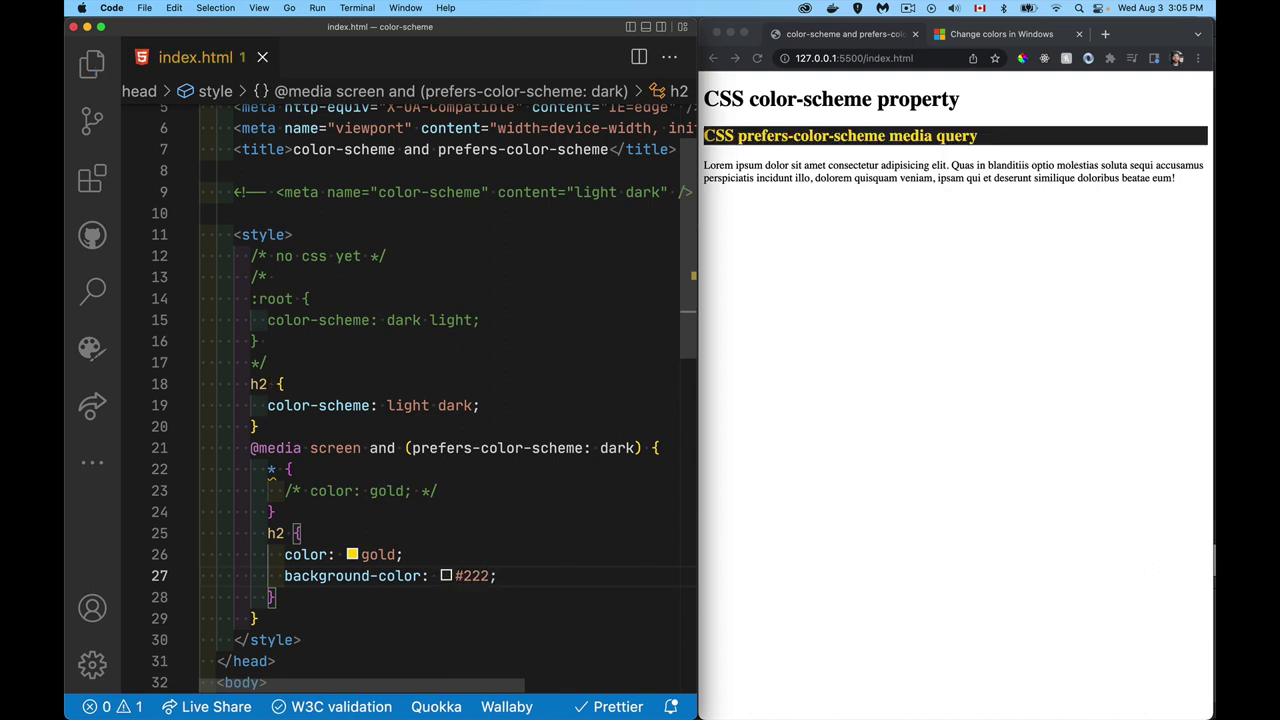 Code File Edit Selection View Go Run Terminal Window Help Wed Aug 3 3:05 PM
index.html — color-scheme
index.html 1
head > style > {} @media screen and (prefers-color-scheme: dark) > h2
5 <meta http-equiv="X-UA-Compatible" content="IE=edge" />
6 <meta name="viewport" content="width=device-width, ini
7 <title>color-scheme and prefers-color-scheme</title>
8
9 <!-- <meta name="color-scheme" content="light dark" />
10
11 <style>
12 /* no css yet */
13 /*
14 :root {
15 color-scheme: dark light;
16 }
17 */
18 h2 {
19 color-scheme: light dark;
20 }
21 @media screen and (prefers-color-scheme: dark) {
22 * {
23 /* color: gold; */
24 }
25 h2 {
26 color: gold;
27 background-color: #222;
28 }
29 }
30 </style>
31 </head>
32 <body>
0 1 Live Share W3C validation Quokka Wallaby Prettier
color-scheme and prefers-colo Change colors in Windows
127.0.0.1:5500/index.html
CSS color-scheme property
CSS prefers-color-scheme media query
Lorem ipsum dolor sit amet consectetur adipisicing elit. Quas in blanditiis optio molestias soluta sequi accusamus
perspiciatis incidunt illo, dolorem quisquam veniam, ipsam qui et deserunt similique doloribus beatae eum!